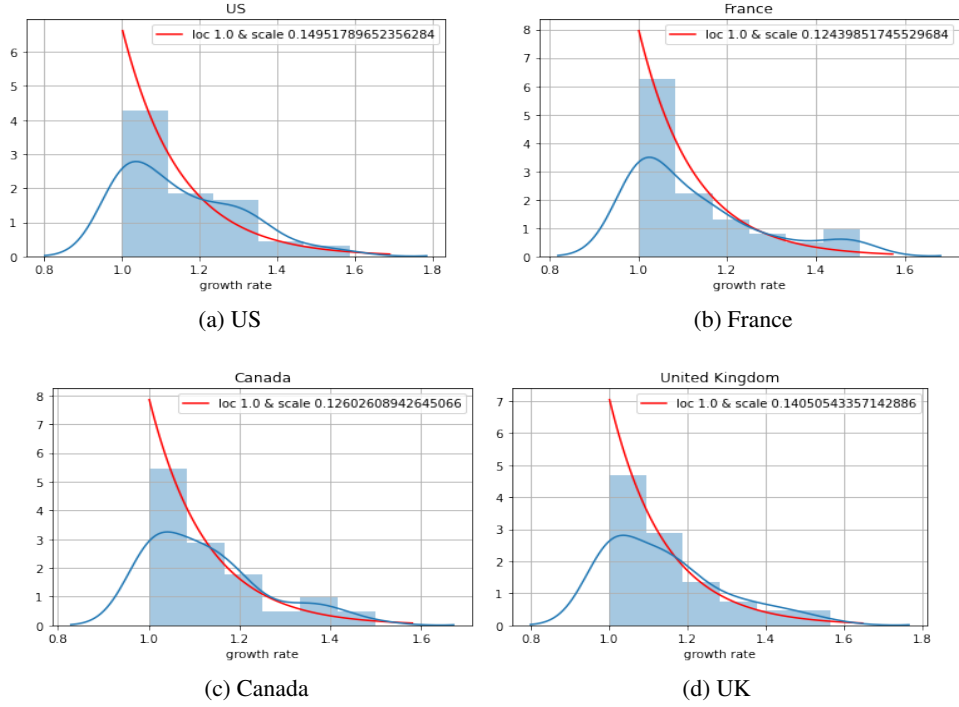 US
loc 1.0 & scale 0.14951789652356284
6
5
4
3
2
1
0
0.8 1.0 1.2 1.4 1.6 1.8
growth rate
(a) US
France
loc 1.0 & scale 0.12439851745529684
8
7
6
5
4
3
2
1
0
0.8 1.0 1.2 1.4 1.6
growth rate
(b) France
Canada
loc 1.0 & scale 0.12602608942645066
8
7
6
5
4
3
2
1
0
0.8 1.0 1.2 1.4 1.6
growth rate
(c) Canada
United Kingdom
loc 1.0 & scale 0.14050543357142886
7
6
5
4
3
2
1
0
0.8 1.0 1.2 1.4 1.6 1.8
growth rate
(d) UK